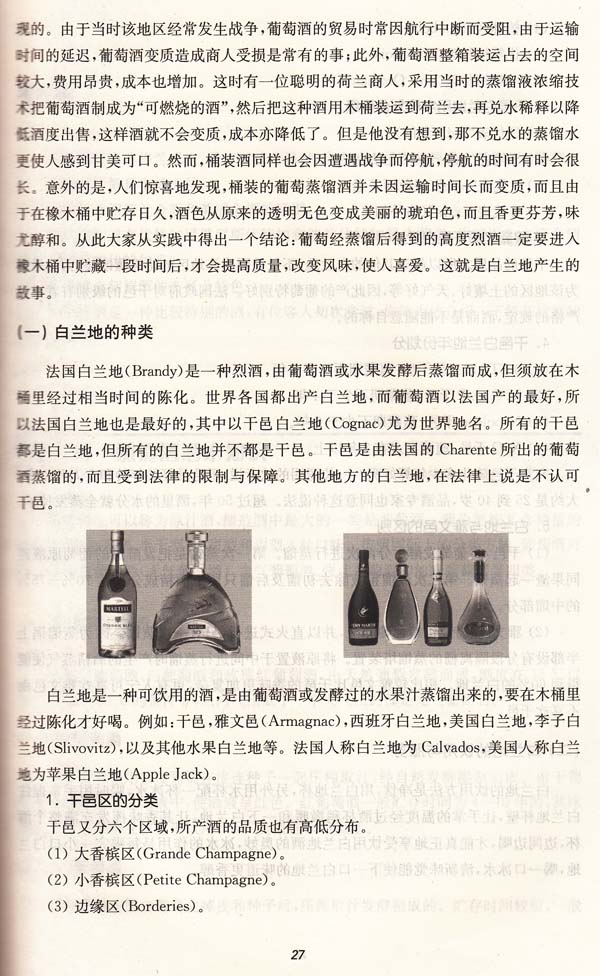 现的。由于当时该地区经常发生战争，葡萄酒的贸易时常因航行中断而受阻，由于运输
时间的延迟，葡萄酒变质造成商人受损是常有的事；此外，葡萄酒整箱装运占去的空间
较大，费用昂贵，成本也增加。这时有一位聪明的荷兰商人，采用当时的蒸馏液浓缩技
术把葡萄酒制成为“可燃烧的酒”，然后把这种酒用木桶装运到荷兰去，再兑水稀释以降
低酒度出售，这样酒就不会变质，成本亦降低了。但是他没有想到，那不兑水的蒸馏水
更使人感到甘美可口。然而，桶装酒同样也会因遭遇战争而停航，停航的时间有时会很
长。意外的是，人们惊喜地发现，桶装的葡萄蒸馏酒并未因运输时间长而变质，而且由
于在橡木桶中贮存日久，酒色从原来的透明无色变成美丽的琥珀色，而且香更芬芳，味
尤醇和。从此大家从实践中得出一个结论：葡萄经蒸馏后得到的高度烈酒一定要进入
橡木桶中贮藏一段时间后，才会提高质量，改变风味，使人喜爱。这就是白兰地产生的
故事。
(一) 白兰地的种类
法国白兰地(Brandy)是一种烈酒，由葡萄酒或水果发酵后蒸馏而成，但须放在木
桶里经过相当时间的陈化。世界各国都出产白兰地，而葡萄酒以法国产的最好，所
以法国白兰地也是最好的，其中以干邑白兰地(Cognac)尤为世界驰名。所有的干邑
都是白兰地，但所有的白兰地并不都是干邑。干邑是由法国的 Charente 所出的葡萄
酒蒸馏的，而且受到法律的限制与保障。其他地方的白兰地，在法律上说是不认可
干邑。
MARTELL
REMY MARTIN
白兰地是一种可饮用的酒，是由葡萄酒或发酵过的水果汁蒸馏出来的，要在木桶里
经过陈化才好喝。例如：干邑，雅文邑(Armagnac)，西班牙白兰地，美国白兰地，李子白
兰地(Slivovitz)，以及其他水果白兰地等。法国人称白兰地为 Calvados，美国人称白兰
地为苹果白兰地(Apple Jack)。
1. 干邑区的分类
干邑又分六个区域，所产酒的品质也有高低分布。
(1) 大香槟区(Grande Champagne)。
(2) 小香槟区(Petite Champagne)。
(3) 边缘区(Borderies)。
27